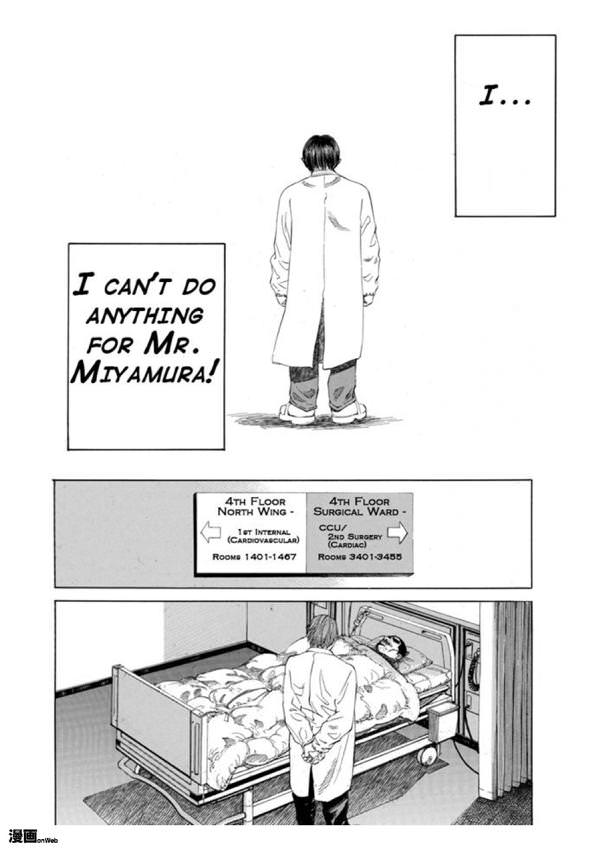 I...
I CAN'T DO
ANYTHING
FOR MR.
MIYAMURA!
4TH FLOOR
NORTH WING -
1ST INTERNAL
(CARDIOVASCULAR)
ROOMS 1401-1467
4TH FLOOR
SURGICAL WARD -
CCU/
2ND SURGERY
(CARDIAC)
ROOMS 3401-3455
漫画onWeb